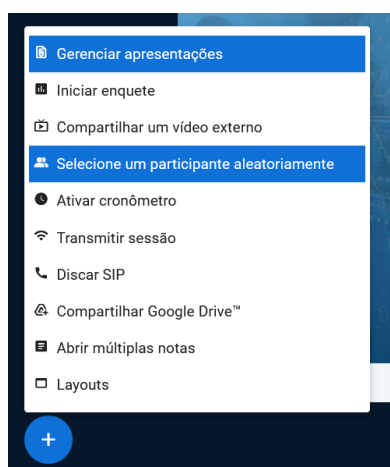 Gerenciar apresentações
Iniciar enquete
Compartilhar um vídeo externo
Selecione um participante aleatoriamente
Ativar cronômetro
Transmitir sessão
Discar SIP
Compartilhar Google Drive™
Abrir múltiplas notas
Layouts